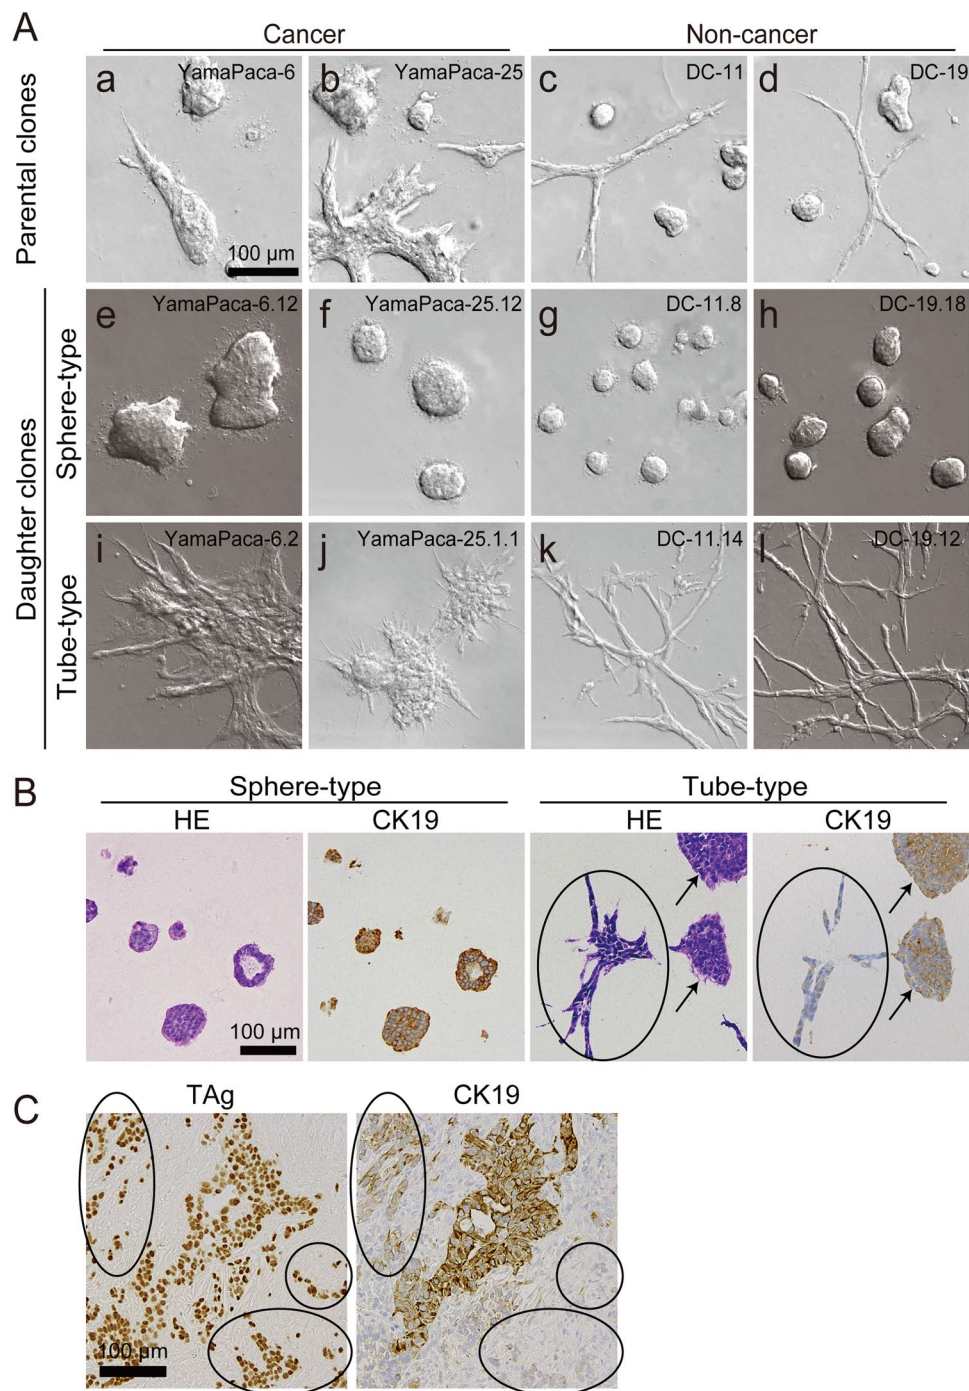 A
Cancer
Non-cancer
Parental clones
a
YamaPaca-6
b
YamaPaca-25
c
DC-11
d
DC-19
100 µm
Daughter clones
Sphere-type
e
YamaPaca-6.12
f
YamaPaca-25.12
g
DC-11.8
h
DC-19.18
Tube-type
i
YamaPaca-6.2
j
YamaPaca-25.1.1
k
DC-11.14
l
DC-19.12
B
Sphere-type
Tube-type
HE
CK19
HE
CK19
100 µm
C
TAg
CK19
100 µm